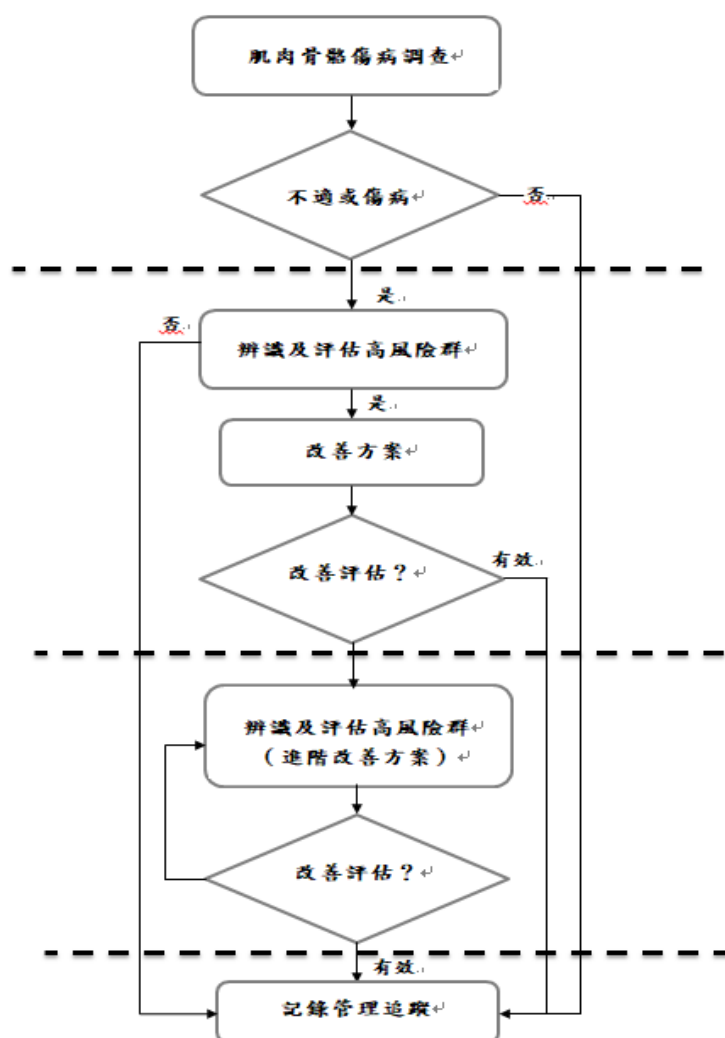 肌肉骨骼傷病調查
不適或傷病
否
是
否
辨識及評估高風險群
是
改善方案
改善評估？
有效
辨識及評估高風險群
（進階改善方案）
改善評估？
有效
記錄管理追蹤